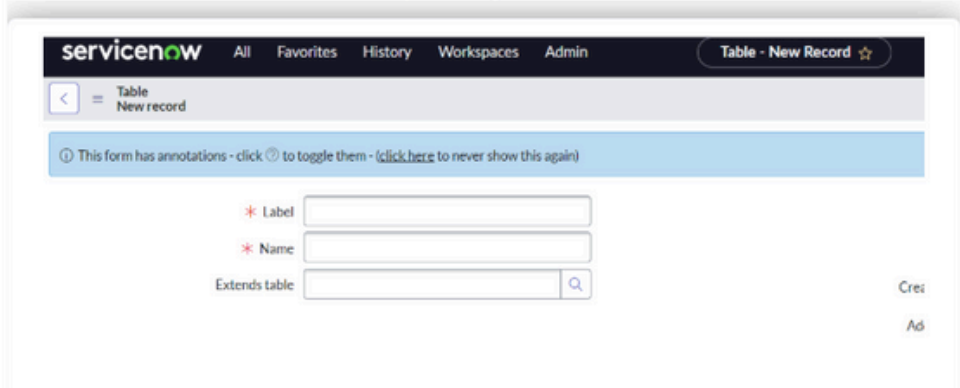 servicenow All Favorites History Workspaces Admin Table - New Record ☆
< = Table
New record
ⓘ This form has annotations - click ? to toggle them - (click here to never show this again)
* Label
* Name
Extends table
Crea
Ad